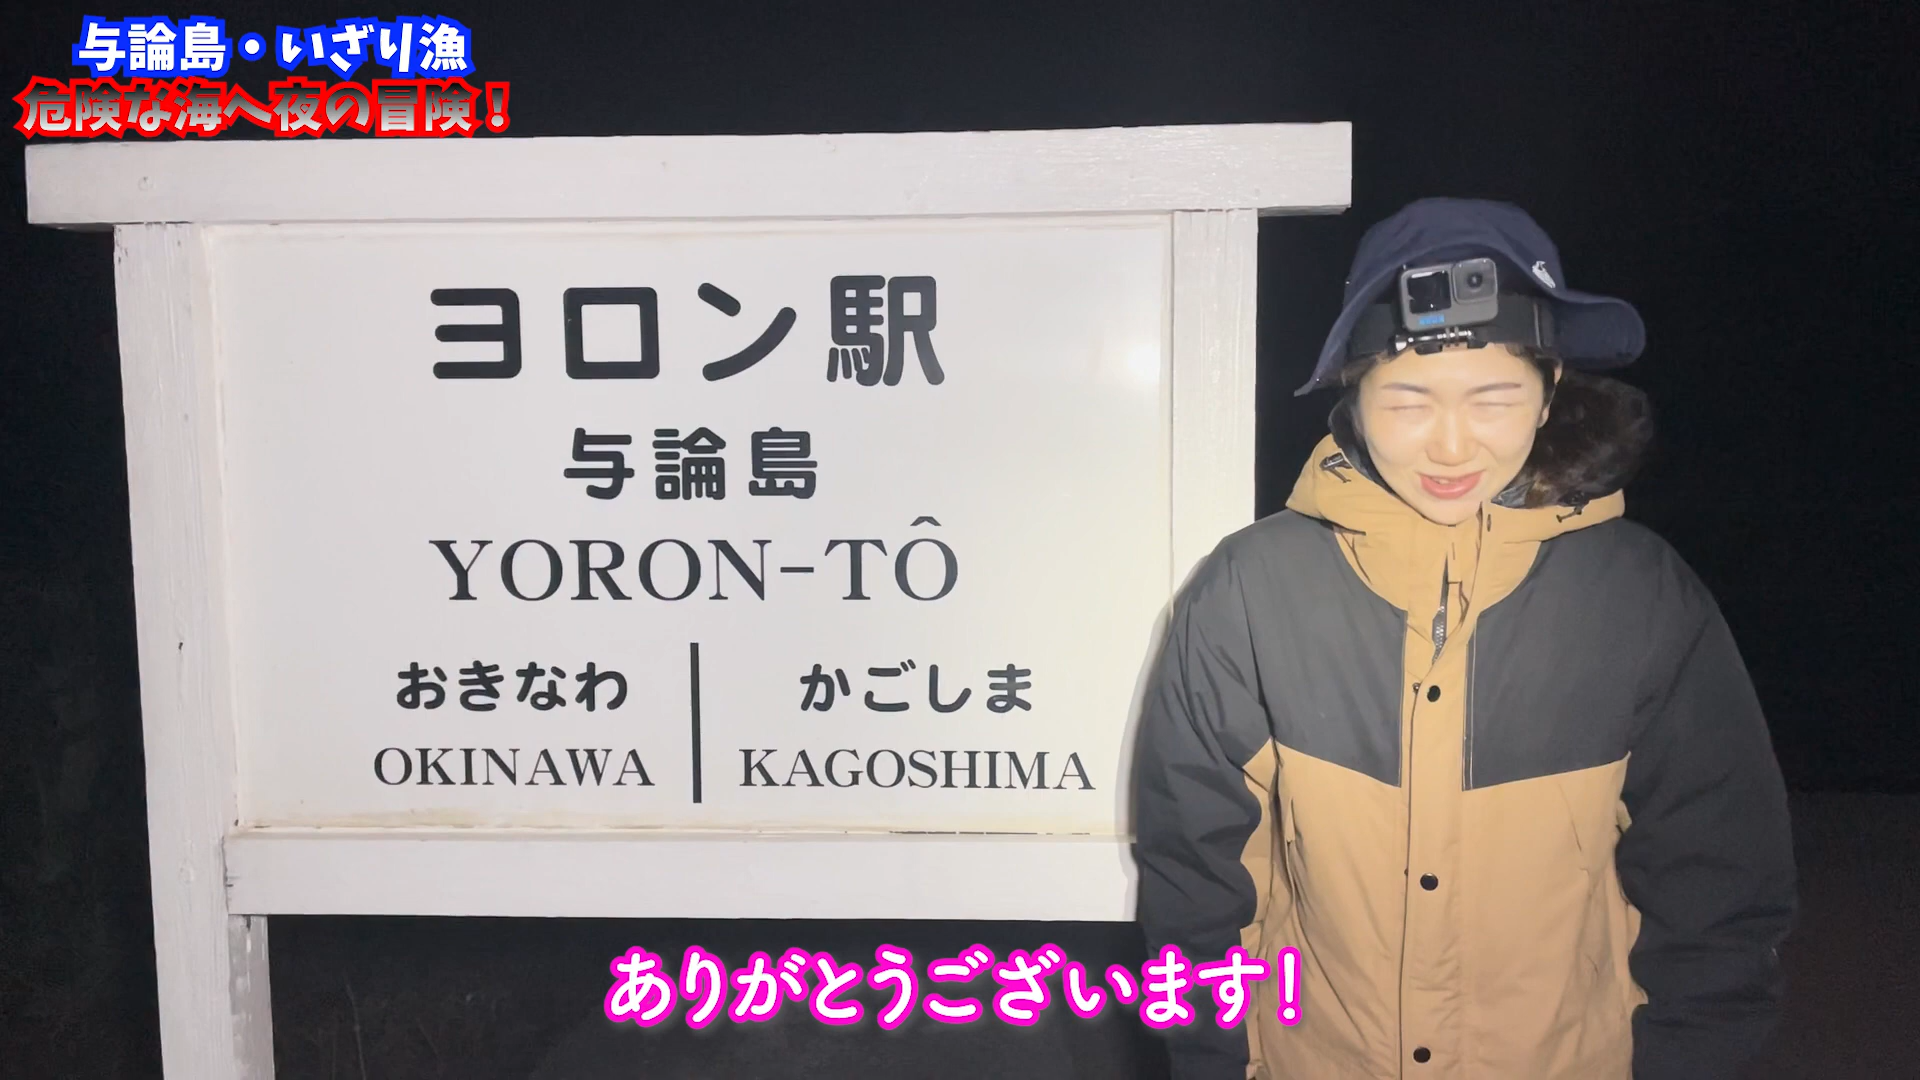 与論島・いざり漁
危険な海へ夜の冒険！
ヨロン駅
与論島
YORON-TÔ
おきなわ
かごしま
OKINAWA
KAGOSHIMA
ありがとうございます！